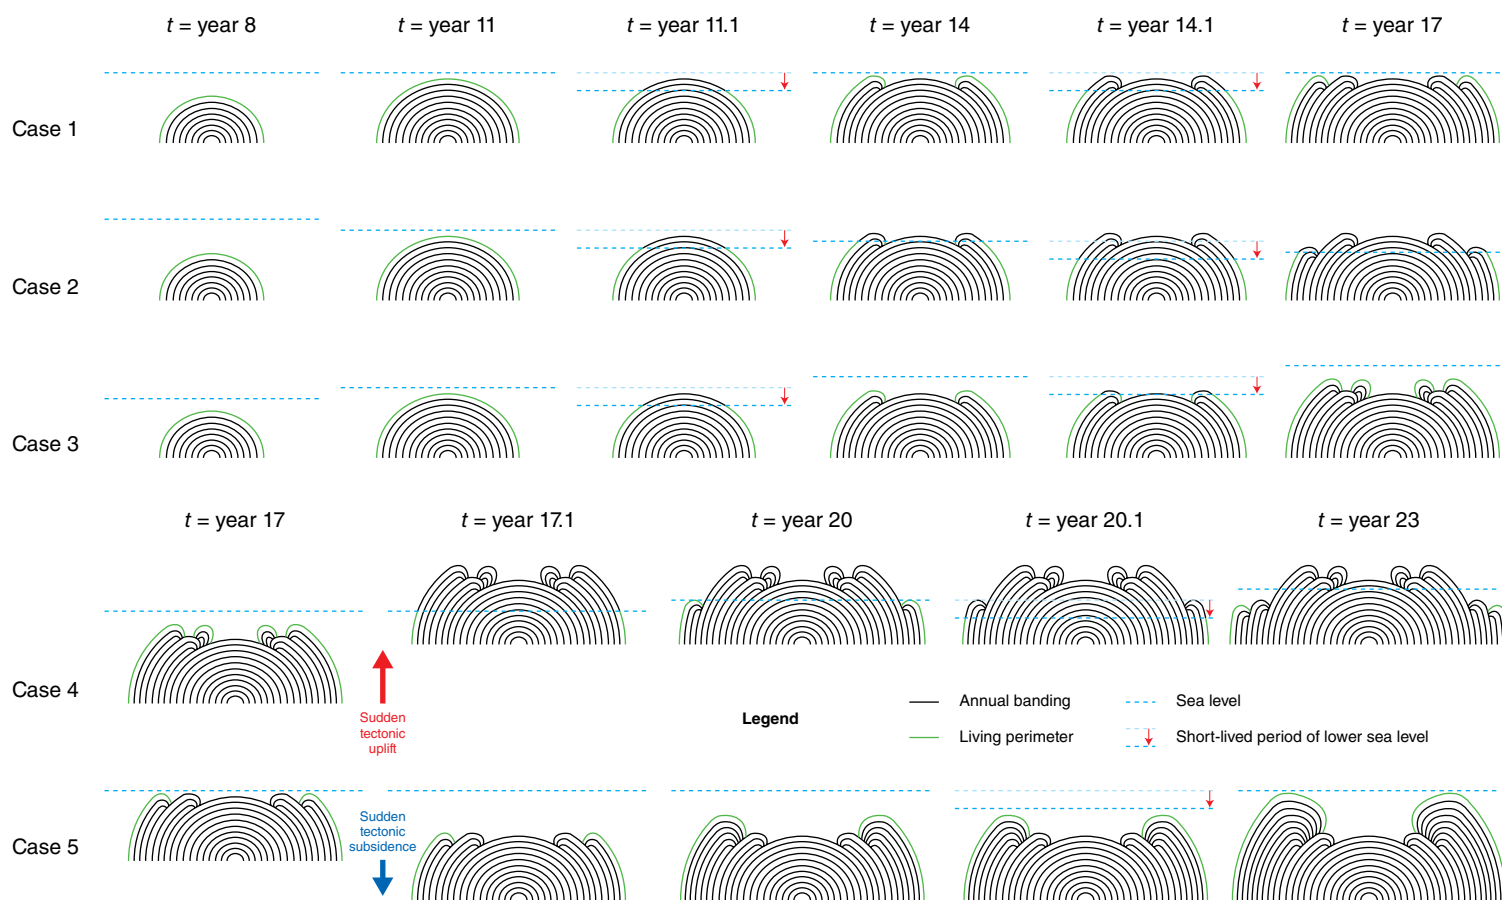 t = year 8
t = year 11
t = year 11.1
t = year 14
t = year 14.1
t = year 17
Case 1
Case 2
Case 3
t = year 17
t = year 17.1
t = year 20
t = year 20.1
t = year 23
Case 4
Sudden
tectonic
uplift
Legend
Annual banding
Sea level
Living perimeter
Short-lived period of lower sea level
Case 5
Sudden
tectonic
subsidence